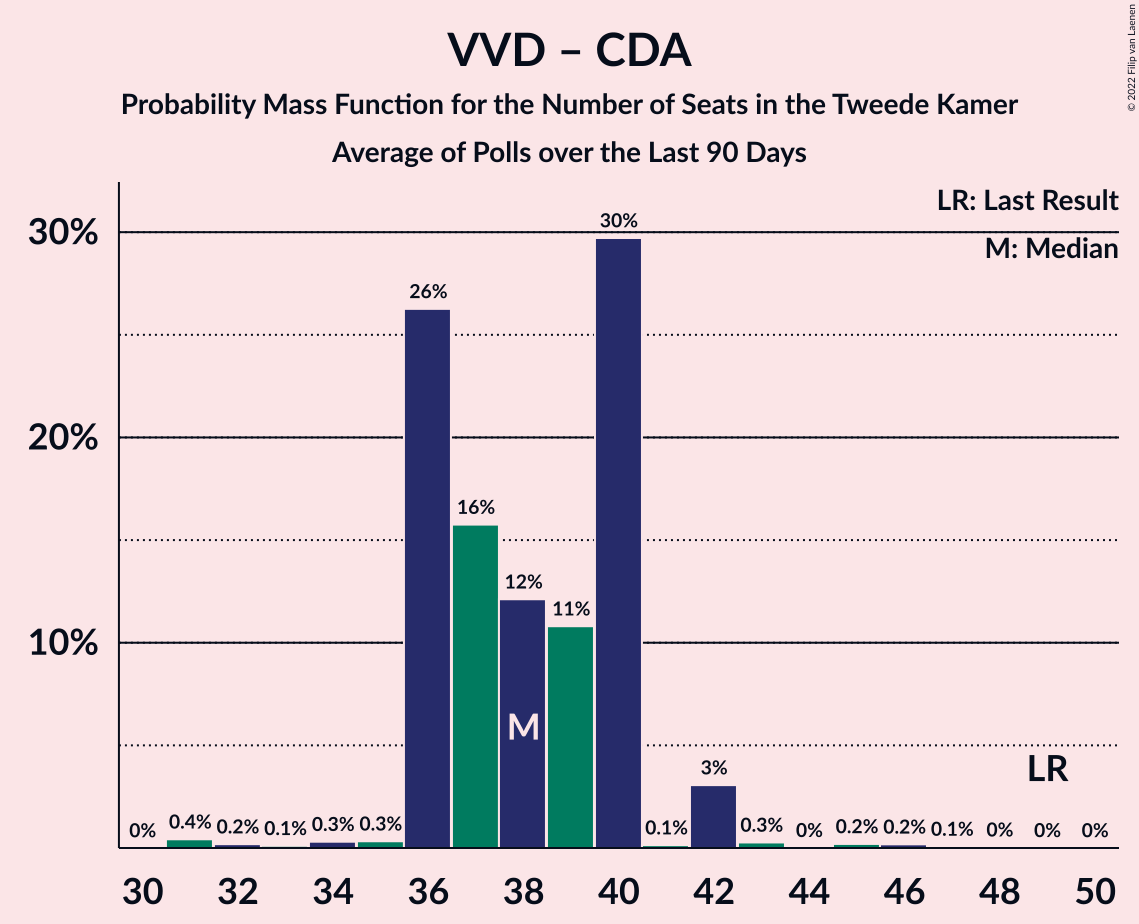 VVD – CDA
Probability Mass Function for the Number of Seats in the Tweede Kamer
Average of Polls over the Last 90 Days
© 2022 Filip van Laenen
LR: Last Result
M: Median
30%
20%
10%
0%
0.4%
0.2%
0.1%
0.3%
0.3%
26%
16%
12%
11%
30%
0.1%
3%
0.3%
0%
0.2%
0.2%
0.1%
0%
0%
0%
M
LR
30 32 34 36 38 40 42 44 46 48 50